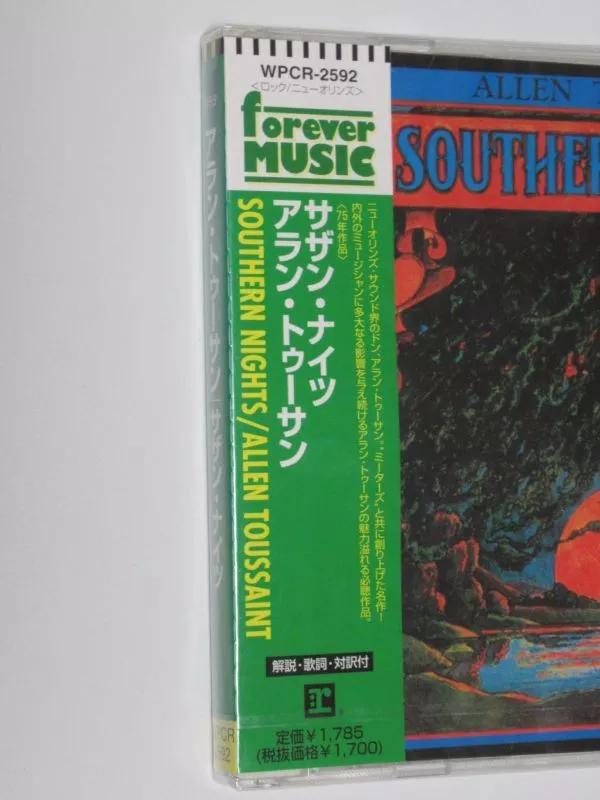 WPCR-2592
<ロック/ニューオリンズ>
forever
MUSIC
ALLEN
SOUTHER
ニューオリンズ・サウンド界のドン、アラン・トゥーサン。“ミーターズ”と共に創り上げた名作！
内外のミュージシャンに多大なる影響を与え続けるアラン・トゥーサンの魅力溢れる必聴作品。
〈75年作品〉
サザン・ナイツ
アラン・トゥーサン
SOUTHERN NIGHTS/ALLEN TOUSSAINT
アラン・トゥーサン/サザン・ナイツ
解説・歌詞・対訳付
r
定価￥1,785
(税抜価格￥1,700)